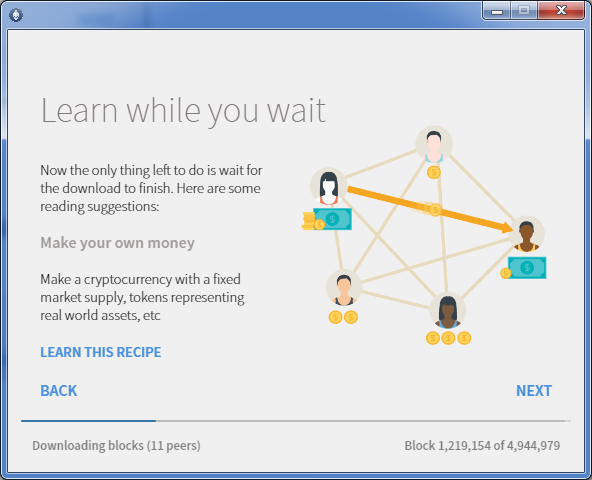 Learn while you wait
Now the only thing left to do is wait for
the download to finish. Here are some
reading suggestions:
Make your own money
Make a cryptocurrency with a fixed
market supply, tokens representing
real world assets, etc
LEARN THIS RECIPE
BACK
NEXT
Downloading blocks (11 peers)
Block 1,219,154 of 4,944,979